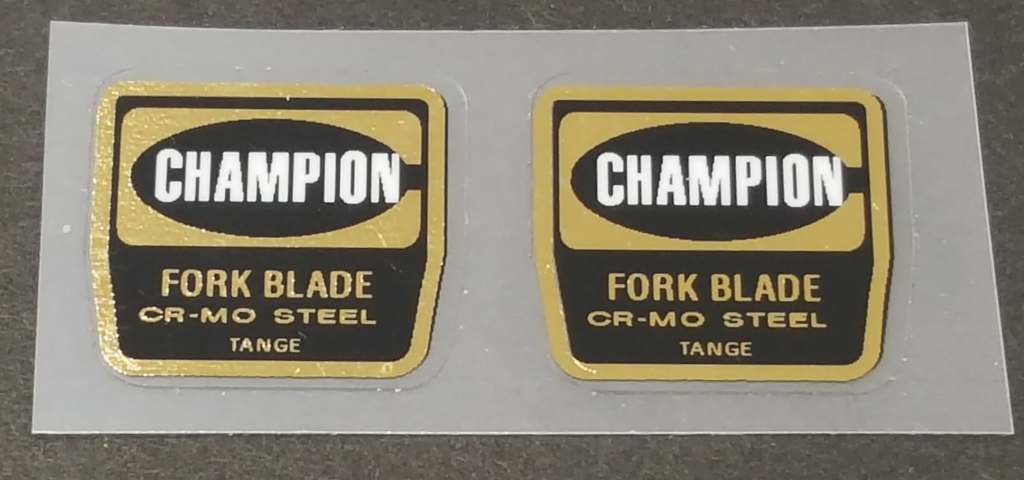 CHAMPION
FORK BLADE
CR-MO STEEL
TANGE
CHAMPION
FORK BLADE
CR-MO STEEL
TANGE